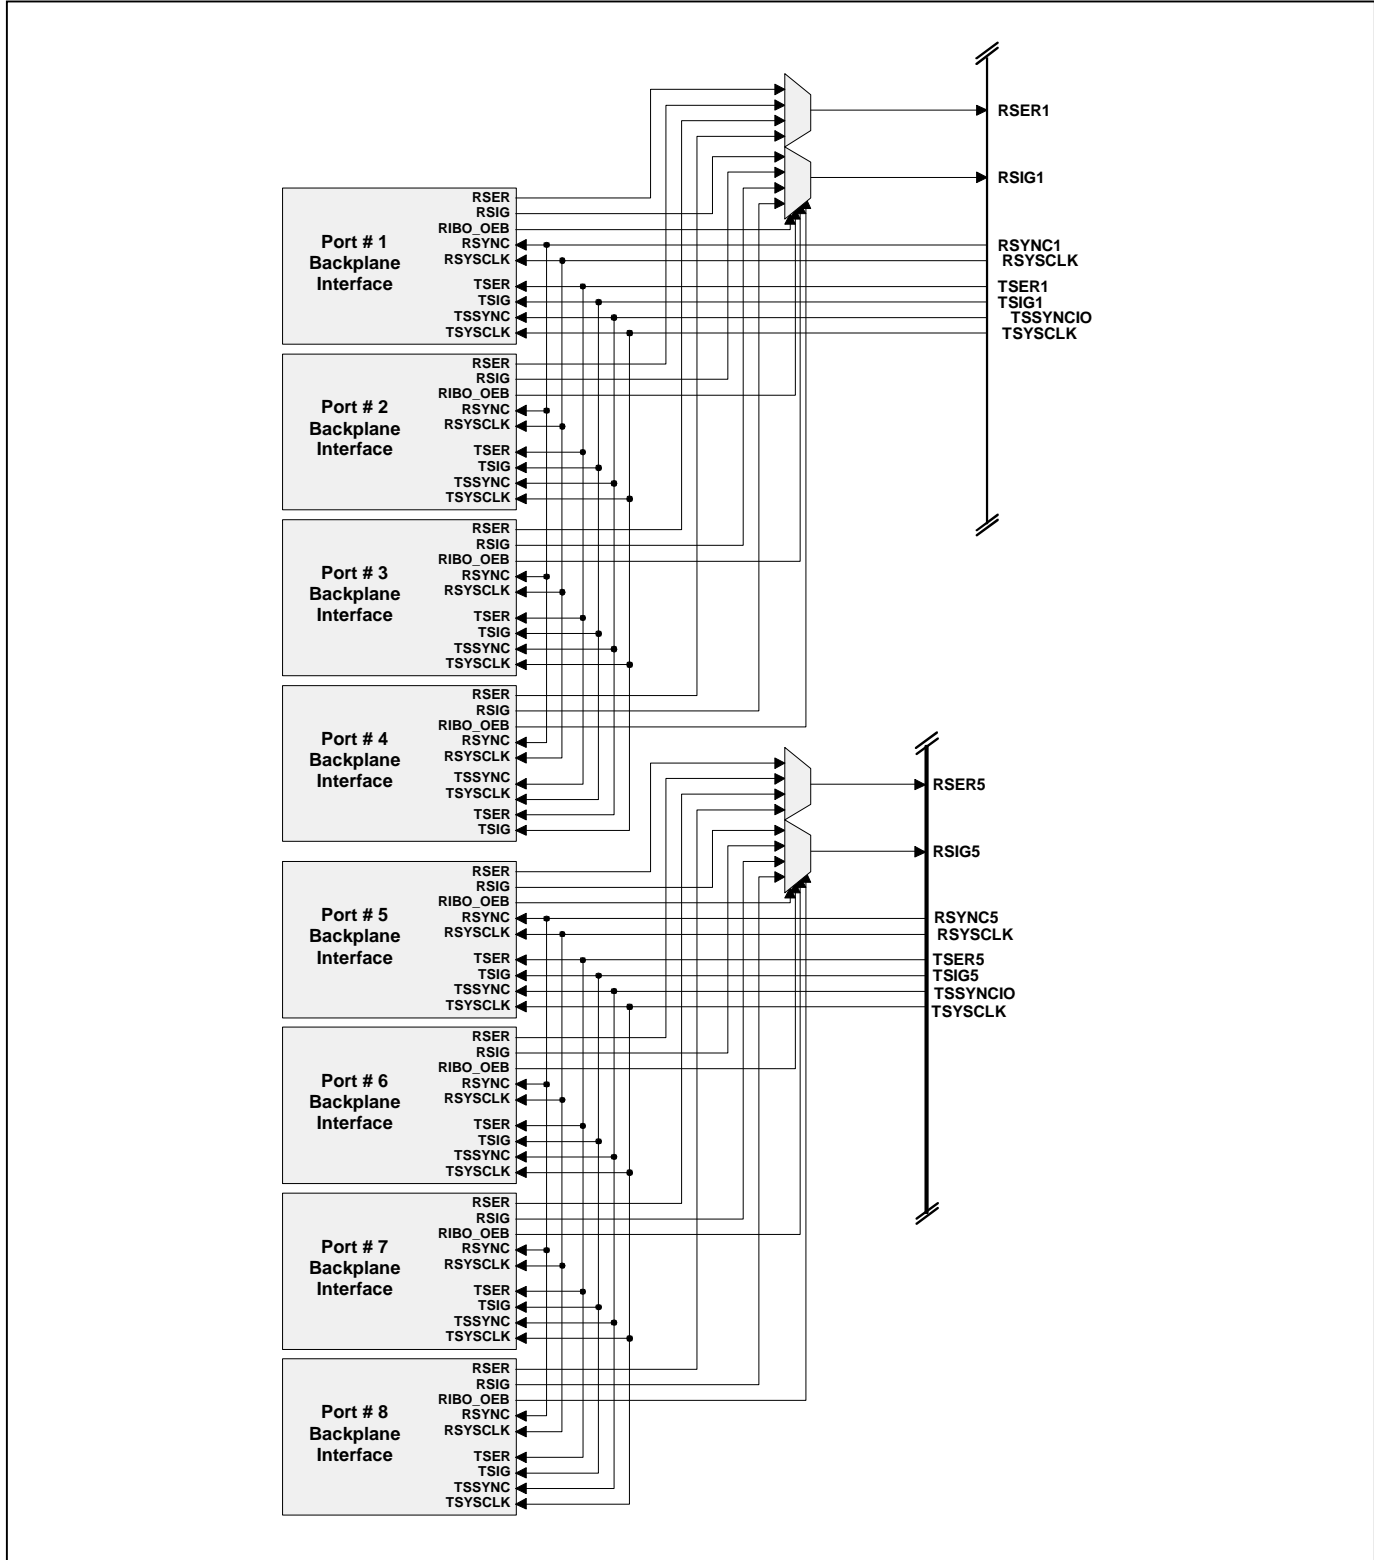 RSER1
RSIG1
RSER
RSIG
RIBO_OEB
RSYNC
RSYSCLK
TSER
TSIG
TSSYNC
TSYSCLK
Port # 1
Backplane
Interface
RSYNC1
RSYSCLK
TSER1
TSIG1
TSSYNCIO
TSYSCLK
RSER
RSIG
RIBO_OEB
RSYNC
RSYSCLK
TSER
TSIG
TSSYNC
TSYSCLK
Port # 2
Backplane
Interface
RSER
RSIG
RIBO_OEB
RSYNC
RSYSCLK
TSER
TSIG
TSSYNC
TSYSCLK
Port # 3
Backplane
Interface
RSER
RSIG
RIBO_OEB
RSYNC
RSYSCLK
TSSYNC
TSYSCLK
TSER
TSIG
Port # 4
Backplane
Interface
RSER5
RSIG5
RSER
RSIG
RIBO_OEB
RSYNC
RSYSCLK
TSER
TSIG
TSSYNC
TSYSCLK
Port # 5
Backplane
Interface
RSYNC5
RSYSCLK
TSER5
TSIG5
TSSYNCIO
TSYSCLK
RSER
RSIG
RIBO_OEB
RSYNC
RSYSCLK
TSER
TSIG
TSSYNC
TSYSCLK
Port # 6
Backplane
Interface
RSER
RSIG
RIBO_OEB
RSYNC
RSYSCLK
TSER
TSIG
TSSYNC
TSYSCLK
Port # 7
Backplane
Interface
RSER
RSIG
RIBO_OEB
RSYNC
RSYSCLK
TSER
TSIG
TSSYNC
TSYSCLK
Port # 8
Backplane
Interface